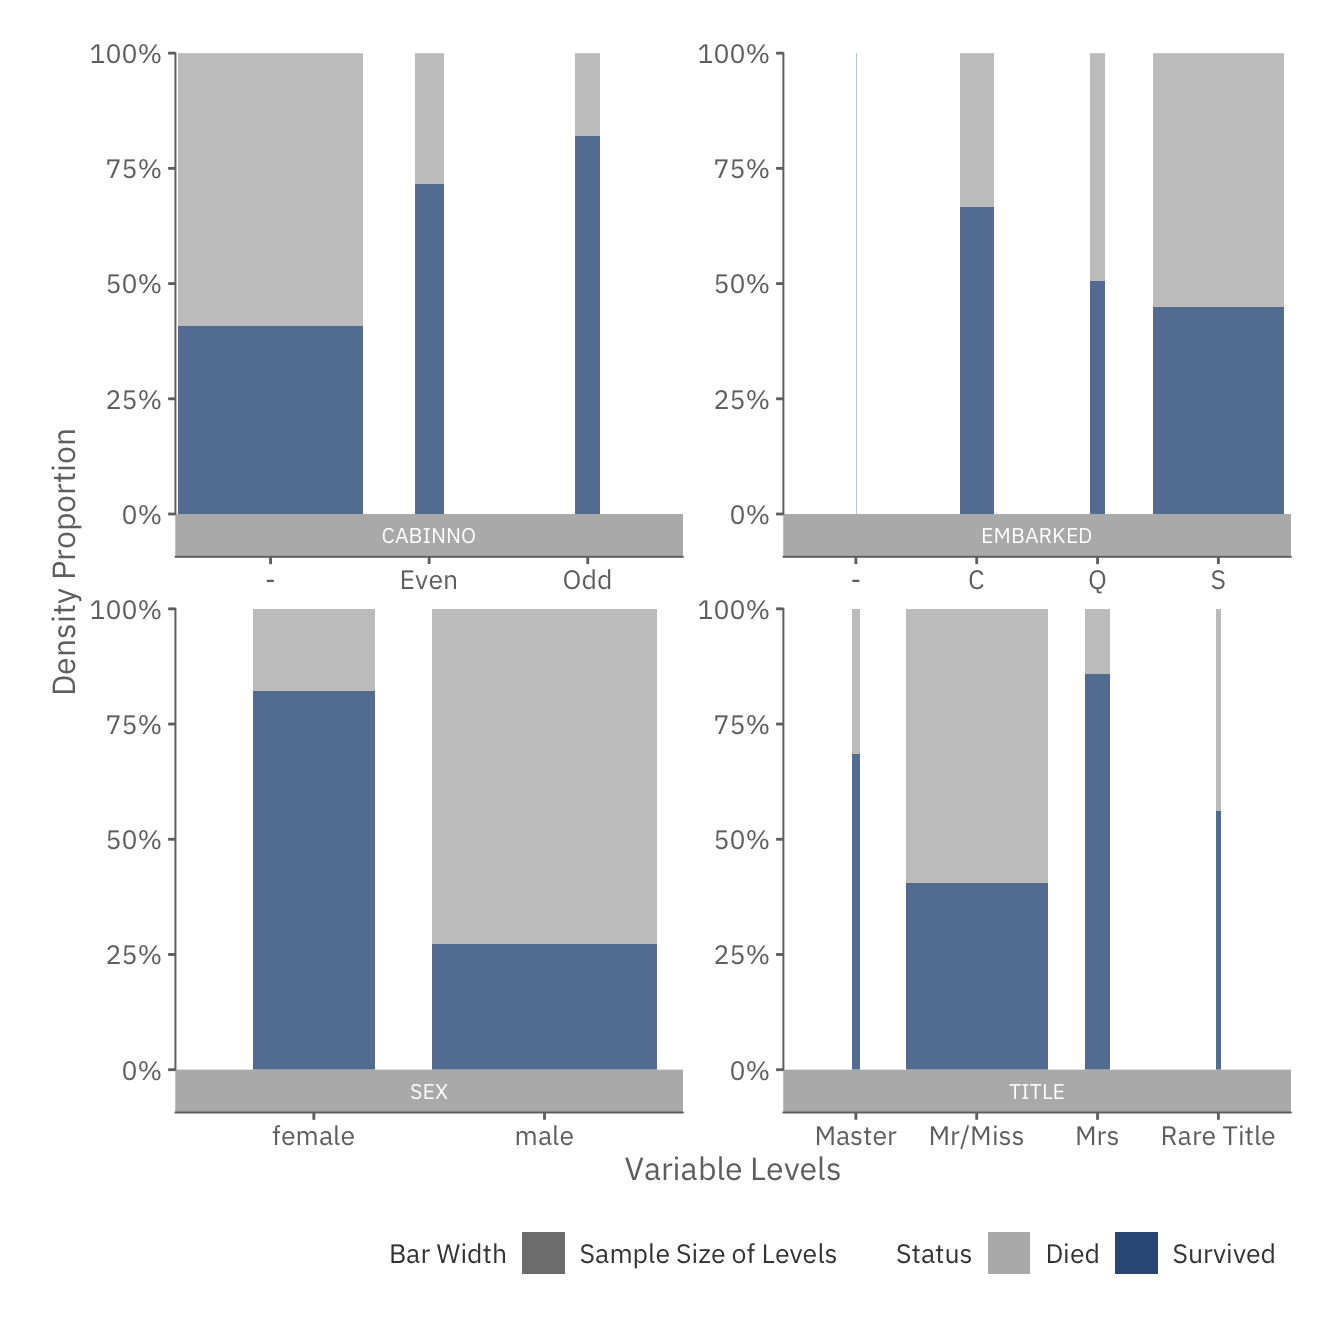 100%
75%
50%
25%
0%
CABINNO
-
Even
Odd
100%
75%
50%
25%
0%
EMBARKED
-
C
Q
S
Density Proportion
100%
75%
50%
25%
0%
SEX
female
male
100%
75%
50%
25%
0%
TITLE
Master
Mr/Miss
Mrs
Rare Title
Variable Levels
Bar Width
Sample Size of Levels
Status
Died
Survived